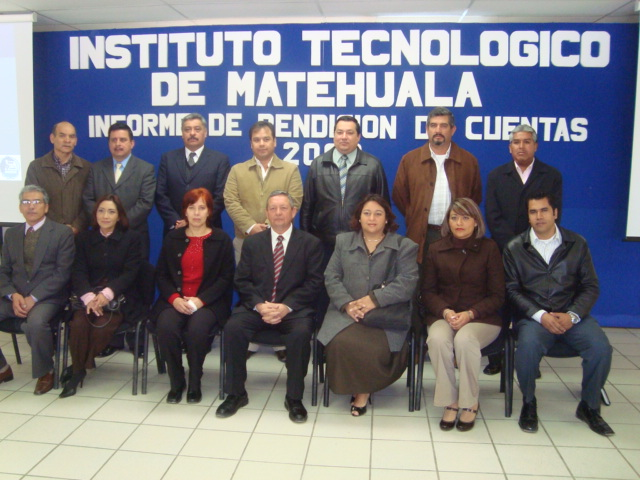 INSTITUTO TECNOLOGICO
DE MATEHUALA
INFORME DE RENDICION DE CUENTAS